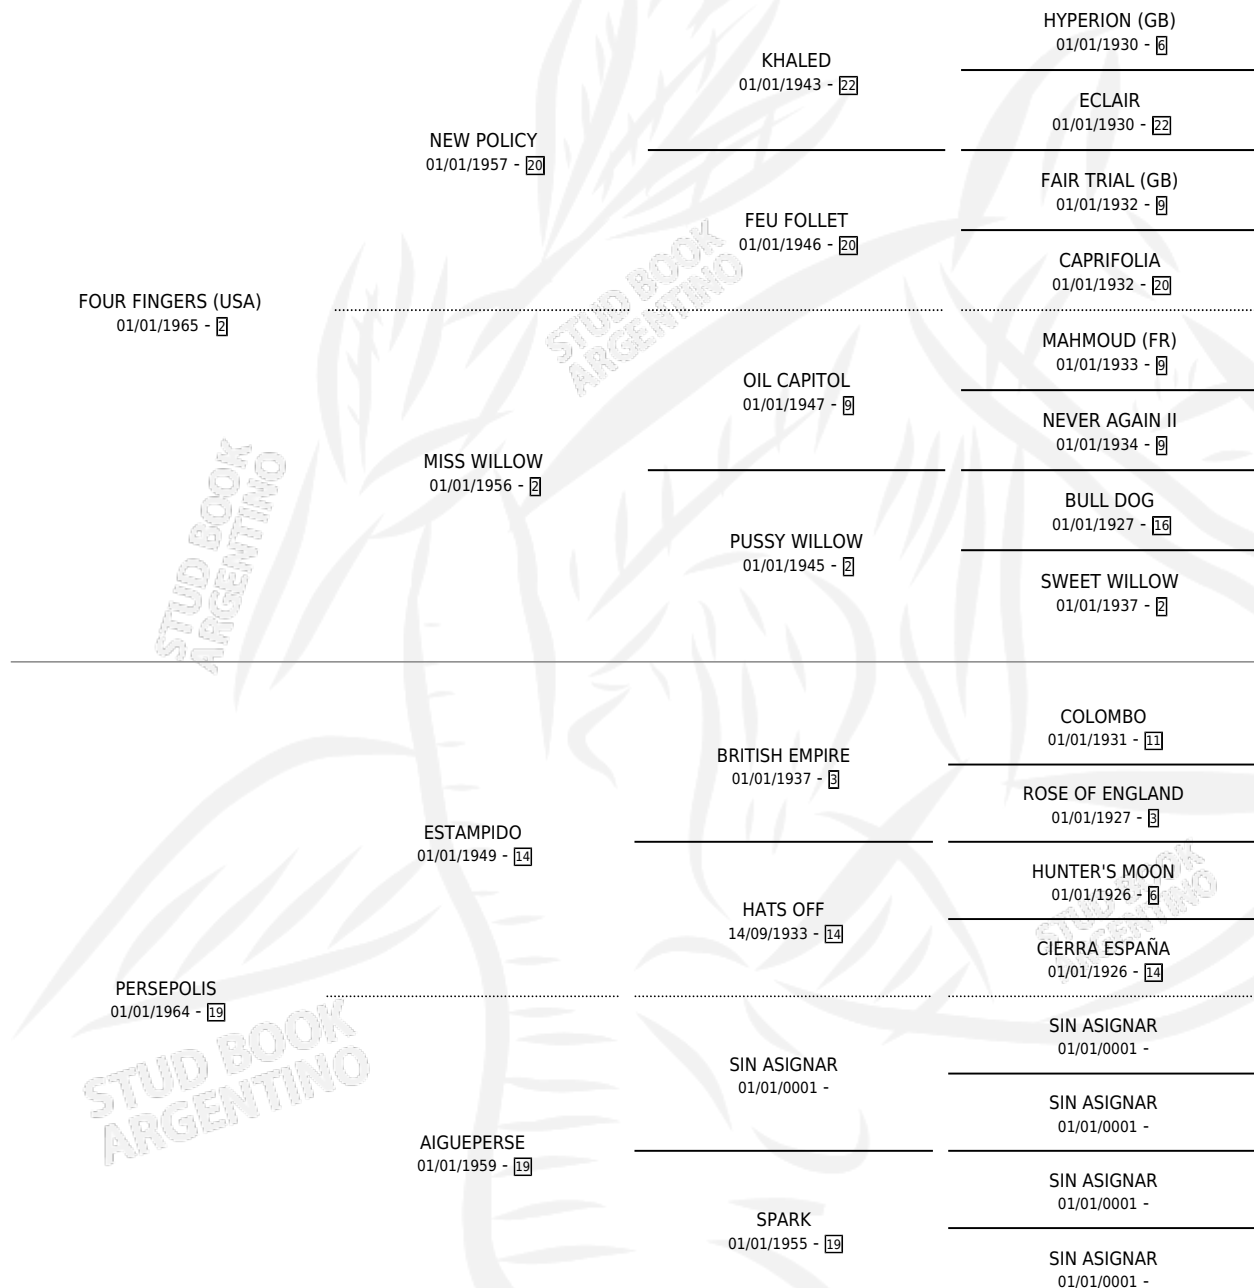 HYPERION (GB)
01/01/1930 - 6
KHALED
01/01/1943 - 22
ECLAIR
01/01/1930 - 22
NEW POLICY
01/01/1957 - 20
FAIR TRIAL (GB)
01/01/1932 - 9
FEU FOLLET
01/01/1946 - 20
CAPRIFOLIA
01/01/1932 - 20
FOUR FINGERS (USA)
01/01/1965 - 2
MAHMOUD (FR)
01/01/1933 - 9
OIL CAPITOL
01/01/1947 - 9
NEVER AGAIN II
01/01/1934 - 9
MISS WILLOW
01/01/1956 - 2
BULL DOG
01/01/1927 - 16
PUSSY WILLOW
01/01/1945 - 2
SWEET WILLOW
01/01/1937 - 2
COLOMBO
01/01/1931 - 11
BRITISH EMPIRE
01/01/1937 - 3
ROSE OF ENGLAND
01/01/1927 - 3
ESTAMPIDO
01/01/1949 - 14
HUNTER'S MOON
01/01/1926 - 6
HATS OFF
14/09/1933 - 14
CIERRA ESPAÑA
01/01/1926 - 14
PERSEPOLIS
01/01/1964 - 19
SIN ASIGNAR
01/01/0001 -
SIN ASIGNAR
01/01/0001 -
SIN ASIGNAR
01/01/0001 -
AIGUEPERSE
01/01/1959 - 19
SIN ASIGNAR
01/01/0001 -
SPARK
01/01/1955 - 19
SIN ASIGNAR
01/01/0001 -
STUD BOOK
ARGENTINO
STUD BOOK
ARGENTINO
STUD BOOK
ARGENTINO
STUD BOOK
ARGENTINO